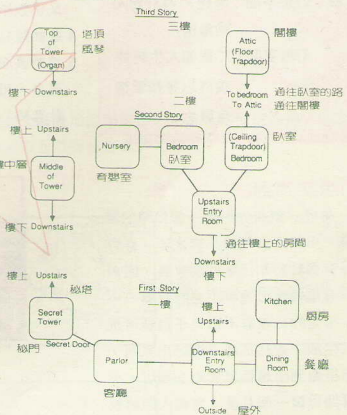 Third Story
三樓
Top
of
Tower
(Organ)
塔頂
風琴
樓下 Downstairs
Attic
(Floor
Trapdoor)
閣樓
To bedroom
To Attic
通往臥室的路
通往閣樓
二樓
Second Story
樓上 Upstairs
Nursery
育嬰室
Bedroom
臥室
(Ceiling
Trapdoor)
Bedroom
臥室
Middle
of
Tower
樓中層
樓下 Downstairs
Upstairs
Entry
Room
通往樓上的房間
Downstairs
樓下
First Story
一樓
樓上 Upstairs
秘塔
Secret
Tower
秘門 Secret Door
Parlor
客廳
樓上
Upstairs
Downstairs
Entry
Room
Kitchen
廚房
Dining
Room
餐廳
Outside 屋外